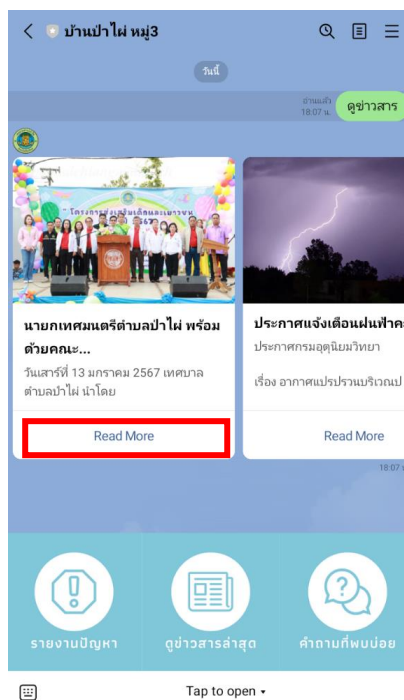 บ้านป่าไผ่ หมู่3
วันนี้
อ่านแล้ว
18:07 น.
ดูข่าวสาร
นายกเทศมนตรีตำบลป่าไผ่ พร้อม
ด้วยคณะ...
วันเสาร์ที่ 13 มกราคม 2567 เทศบาล
ตำบลป่าไผ่ นำโดย
Read More
ประกาศแจ้งเตือนฝนฟ้าคะ
ประกาศกรมอุตุนิยมวิทยา
เรื่อง อากาศแปรปรวนบริเวณป
Read More
18:07
รายงานปัญหา
ดูข่าวสารล่าสุด
คำถามที่พบบ่อย
Tap to open